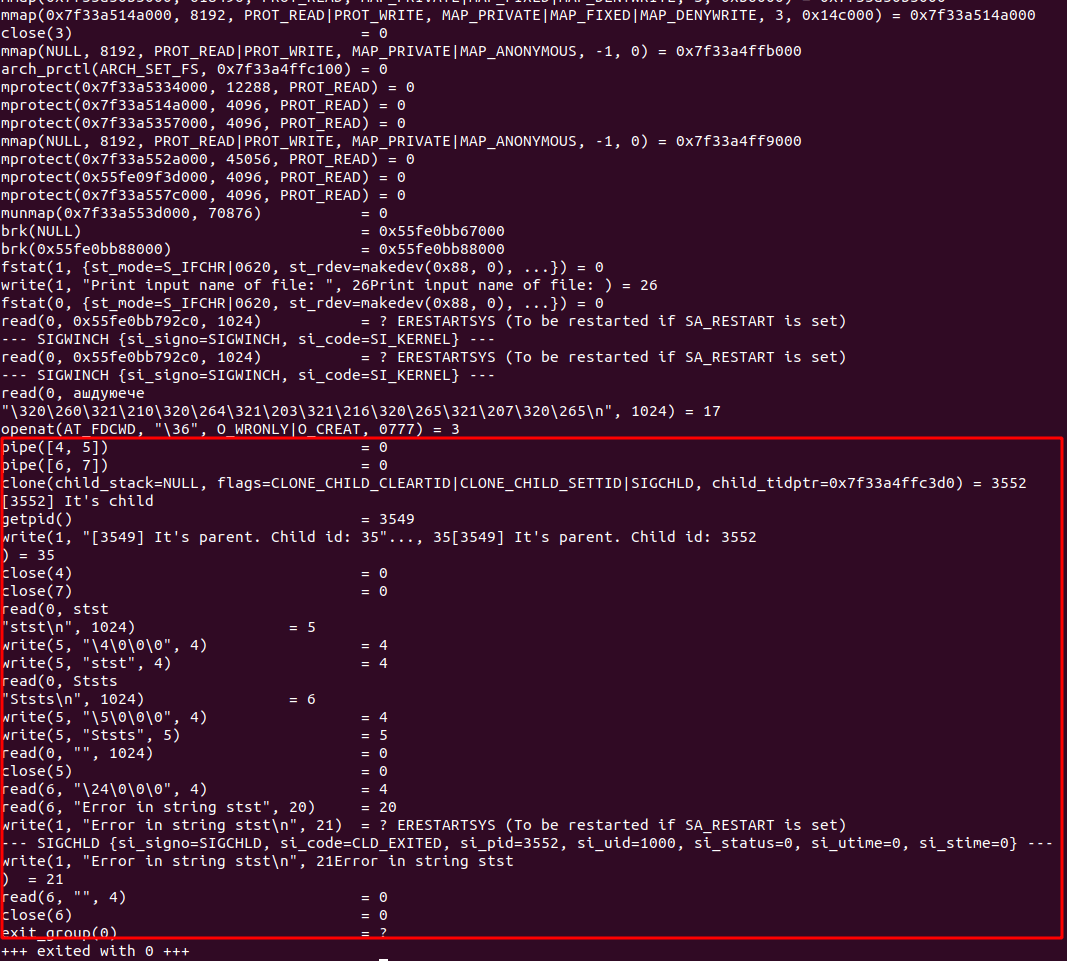 mmap(0x7f33a514a000, 8192, PROT_READ|PROT_WRITE, MAP_PRIVATE|MAP_FIXED|MAP_DENYWRITE, 3, 0x14c000) = 0x7f33a514a000
close(3)                                = 0
mmap(NULL, 8192, PROT_READ|PROT_WRITE, MAP_PRIVATE|MAP_ANONYMOUS, -1, 0) = 0x7f33a4ffb000
arch_prctl(ARCH_SET_FS, 0x7f33a4ffc100) = 0
mprotect(0x7f33a5334000, 12288, PROT_READ) = 0
mprotect(0x7f33a514a000, 4096, PROT_READ) = 0
mprotect(0x7f33a5357000, 4096, PROT_READ) = 0
mmap(NULL, 8192, PROT_READ|PROT_WRITE, MAP_PRIVATE|MAP_ANONYMOUS, -1, 0) = 0x7f33a4ff9000
mprotect(0x7f33a552a000, 45056, PROT_READ) = 0
mprotect(0x55fe09f3d000, 4096, PROT_READ) = 0
mprotect(0x7f33a557c000, 4096, PROT_READ) = 0
munmap(0x7f33a553d000, 70876)           = 0
brk(NULL)                               = 0x55fe0bb67000
brk(0x55fe0bb88000)                     = 0x55fe0bb88000
fstat(1, {st_mode=S_IFCHR|0620, st_rdev=makedev(0x88, 0), ...}) = 0
write(1, "Print input name of file: ", 26Print input name of file: ) = 26
fstat(0, {st_mode=S_IFCHR|0620, st_rdev=makedev(0x88, 0), ...}) = 0
read(0, 0x55fe0bb792c0, 1024)           = ? ERESTARTSYS (To be restarted if SA_RESTART is set)
--- SIGWINCH {si_signo=SIGWINCH, si_code=SI_KERNEL} ---
read(0, 0x55fe0bb792c0, 1024)           = ? ERESTARTSYS (To be restarted if SA_RESTART is set)
--- SIGWINCH {si_signo=SIGWINCH, si_code=SI_KERNEL} ---
read(0, ашдуюече
"\320\260\321\210\320\264\321\203\321\216\320\265\321\207\320\265\n", 1024) = 17
openat(AT_FDCWD, "\36", O_WRONLY|O_CREAT, 0777) = 3
pipe([4, 5])                            = 0
pipe([6, 7])                            = 0
clone(child_stack=NULL, flags=CLONE_CHILD_CLEARTID|CLONE_CHILD_SETTID|SIGCHLD, child_tidptr=0x7f33a4ffc3d0) = 3552
[3552] It's child
getpid()                                = 3549
write(1, "[3549] It's parent. Child id: 35"..., 35[3549] It's parent. Child id: 3552
) = 35
close(4)                                = 0
close(7)                                = 0
read(0, stst
"stst\n", 1024)                 = 5
write(5, "\4\0\0\0", 4)                 = 4
write(5, "stst", 4)                     = 4
read(0, Ststs
"Ststs\n", 1024)                = 6
write(5, "\5\0\0\0", 4)                 = 4
write(5, "Ststs", 5)                    = 5
read(0, "", 1024)                       = 0
close(5)                                = 0
read(6, "\24\0\0\0", 4)                 = 4
read(6, "Error in string stst", 20)     = 20
write(1, "Error in string stst\n", 21)  = ? ERESTARTSYS (To be restarted if SA_RESTART is set)
--- SIGCHLD {si_signo=SIGCHLD, si_code=CLD_EXITED, si_pid=3552, si_uid=1000, si_status=0, si_utime=0, si_stime=0} ---
write(1, "Error in string stst\n", 21Error in string stst
)  = 21
read(6, "", 4)                          = 0
close(6)                                = 0
exit_group(0)                           = ?
+++ exited with 0 +++